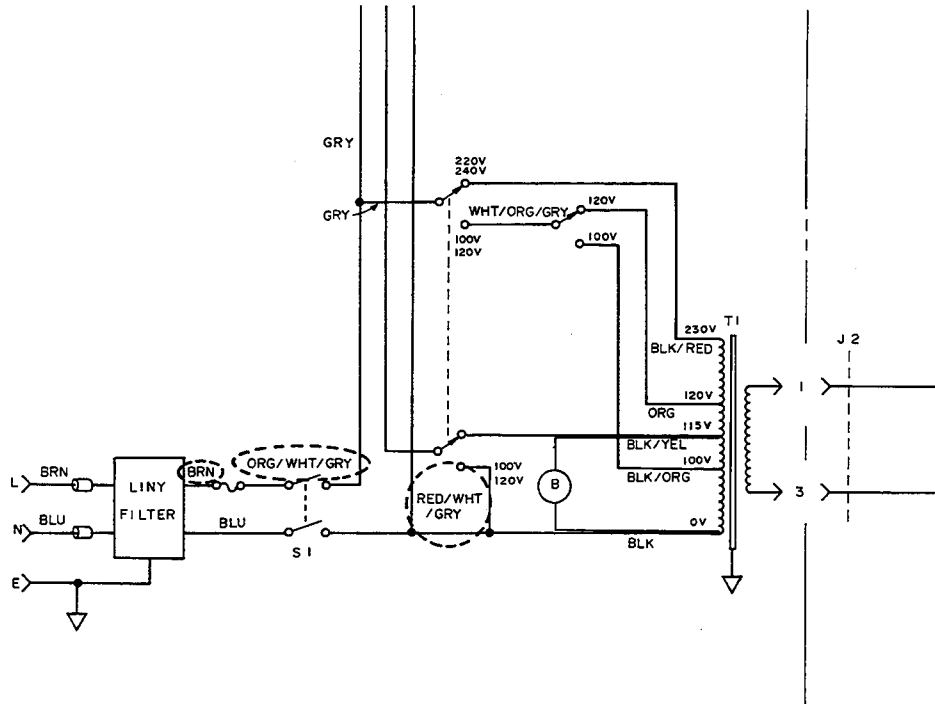 GRY
220V
240V
GRY
WHT/ORG/GRY
120V
100V
120V
100V
T1
230V
BLK/RED
J2
120V
1
ORG
115V
BLK/YEL
100V
BLK/ORG
ORG/WHT/GRY
BRN
BRN
L
LINY
FILTER
100V
120V
RED/WHT
/GRY
B
3
BLU
N
BLU
0V
BLK
S1
E